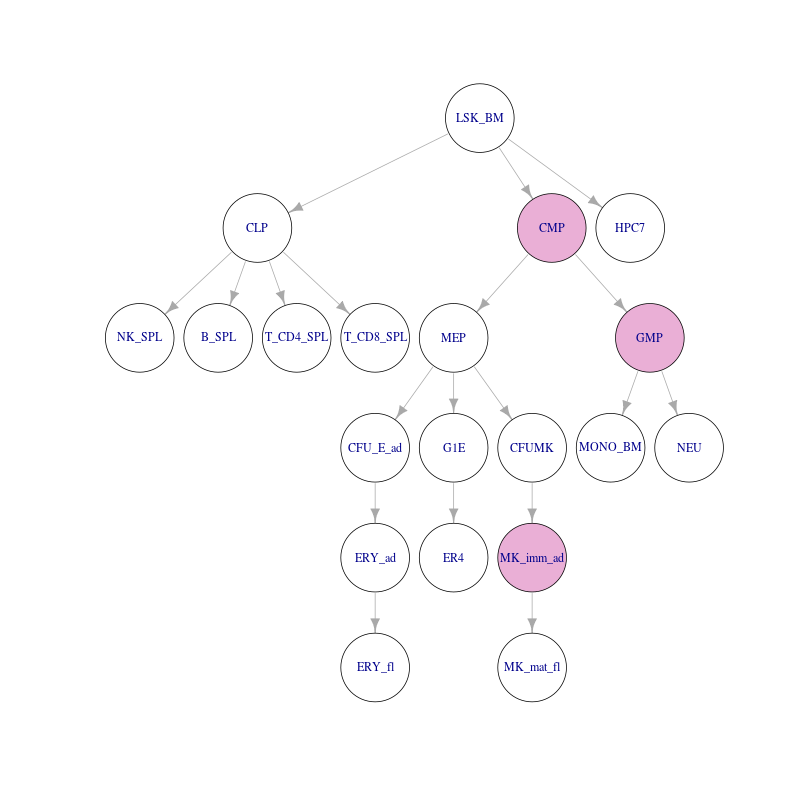 LSK_BM
CLP
CMP
HPC7
NK_SPL
B_SPL
T_CD4_SPL
T_CD8_SPL
MEP
GMP
CFU_E_ad
G1E
CFUMK
MONO_BM
NEU
ERY_ad
ER4
MK_imm_ad
ERY_fl
MK_mat_fl